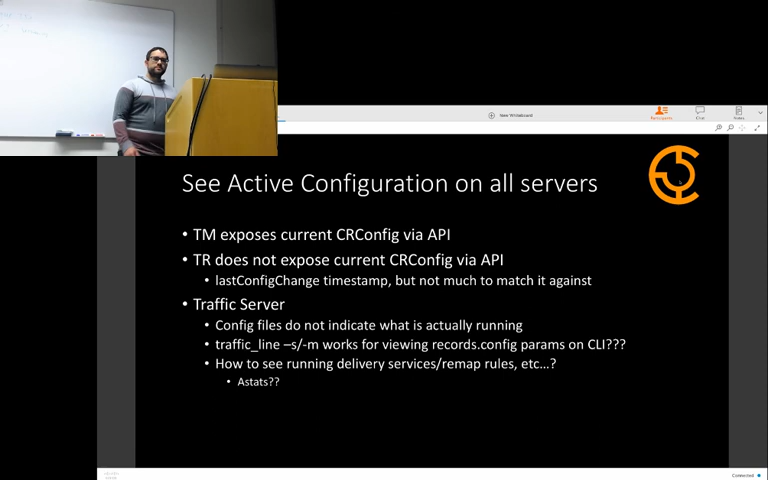 New Whiteboard
Participants
Chat
Notes
See Active Configuration on all servers
• TM exposes current CRConfig via API
• TR does not expose current CRConfig via API
• lastConfigChange timestamp, but not much to match it against
• Traffic Server
• Config files do not indicate what is actually running
• traffic_line –s/-m works for viewing records.config params on CLI???
• How to see running delivery services/remap rules, etc…?
• Astats??
Connected